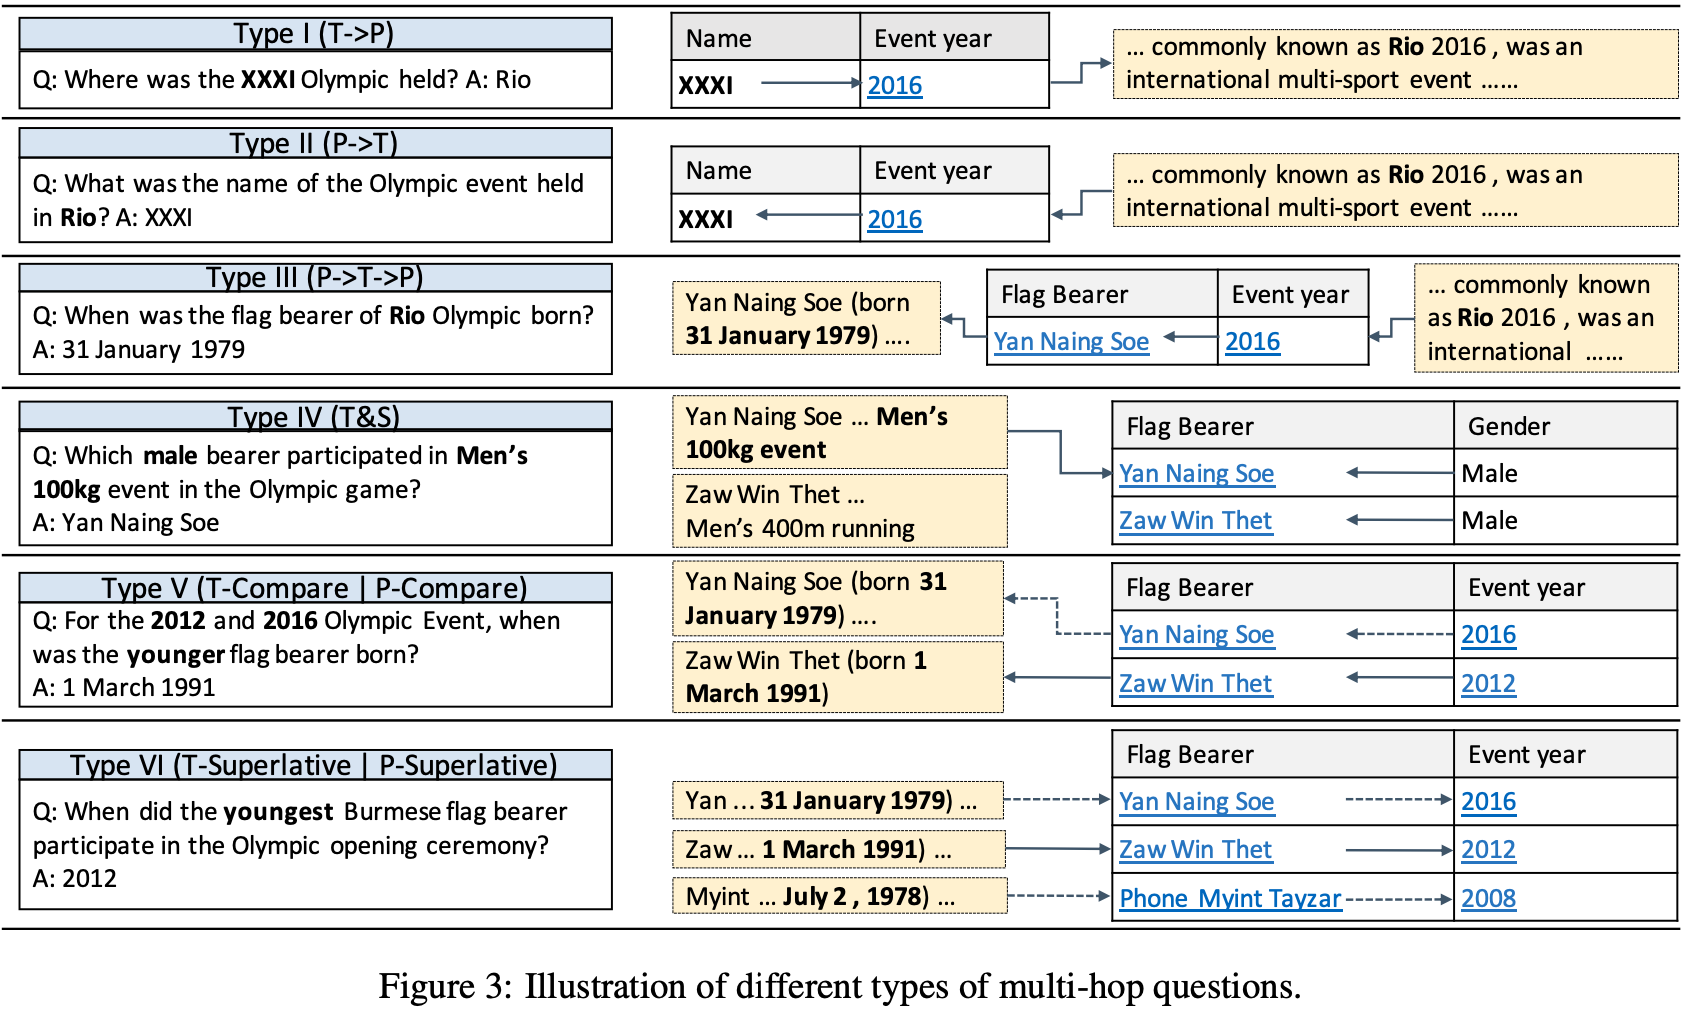 Type I (T->P)
Q: Where was the XXXI Olympic held? A: Rio
Name Event year
XXXI 2016
... commonly known as Rio 2016 , was an
international multi-sport event ......
Type II (P->T)
Q: What was the name of the Olympic event held
in Rio? A: XXXI
Name Event year
XXXI 2016
... commonly known as Rio 2016 , was an
international multi-sport event ......
Type III (P->T->P)
Q: When was the flag bearer of Rio Olympic born?
A: 31 January 1979
Yan Naing Soe (born
31 January 1979) ....
Flag Bearer Event year
Yan Naing Soe 2016
... commonly known
as Rio 2016 , was an
international ......
Type IV (T&S)
Q: Which male bearer participated in Men’s
100kg event in the Olympic game?
A: Yan Naing Soe
Yan Naing Soe ... Men’s
100kg event
Zaw Win Thet ...
Men’s 400m running
Flag Bearer Gender
Yan Naing Soe Male
Zaw Win Thet Male
Type V (T-Compare | P-Compare)
Q: For the 2012 and 2016 Olympic Event, when
was the younger flag bearer born?
A: 1 March 1991
Yan Naing Soe (born 31
January 1979) ....
Zaw Win Thet (born 1
March 1991)
Flag Bearer Event year
Yan Naing Soe 2016
Zaw Win Thet 2012
Type VI (T-Superlative | P-Superlative)
Q: When did the youngest Burmese flag bearer
participate in the Olympic opening ceremony?
A: 2012
Yan ... 31 January 1979) ...
Zaw ... 1 March 1991) ...
Myint ... July 2 , 1978) ...
Flag Bearer Event year
Yan Naing Soe 2016
Zaw Win Thet 2012
Phone Myint Tayzar 2008
Figure 3: Illustration of different types of multi-hop questions.